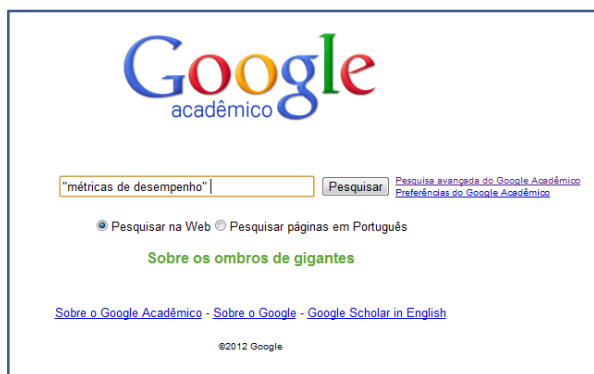 Google
acadêmico
"métricas de desempenho" Pesquisar Pesquisa avançada do Google Acadêmico
Preferências do Google Acadêmico
Pesquisar na Web Pesquisar páginas em Português
Sobre os ombros de gigantes
Sobre o Google Acadêmico - Sobre o Google - Google Scholar in English
©2012 Google